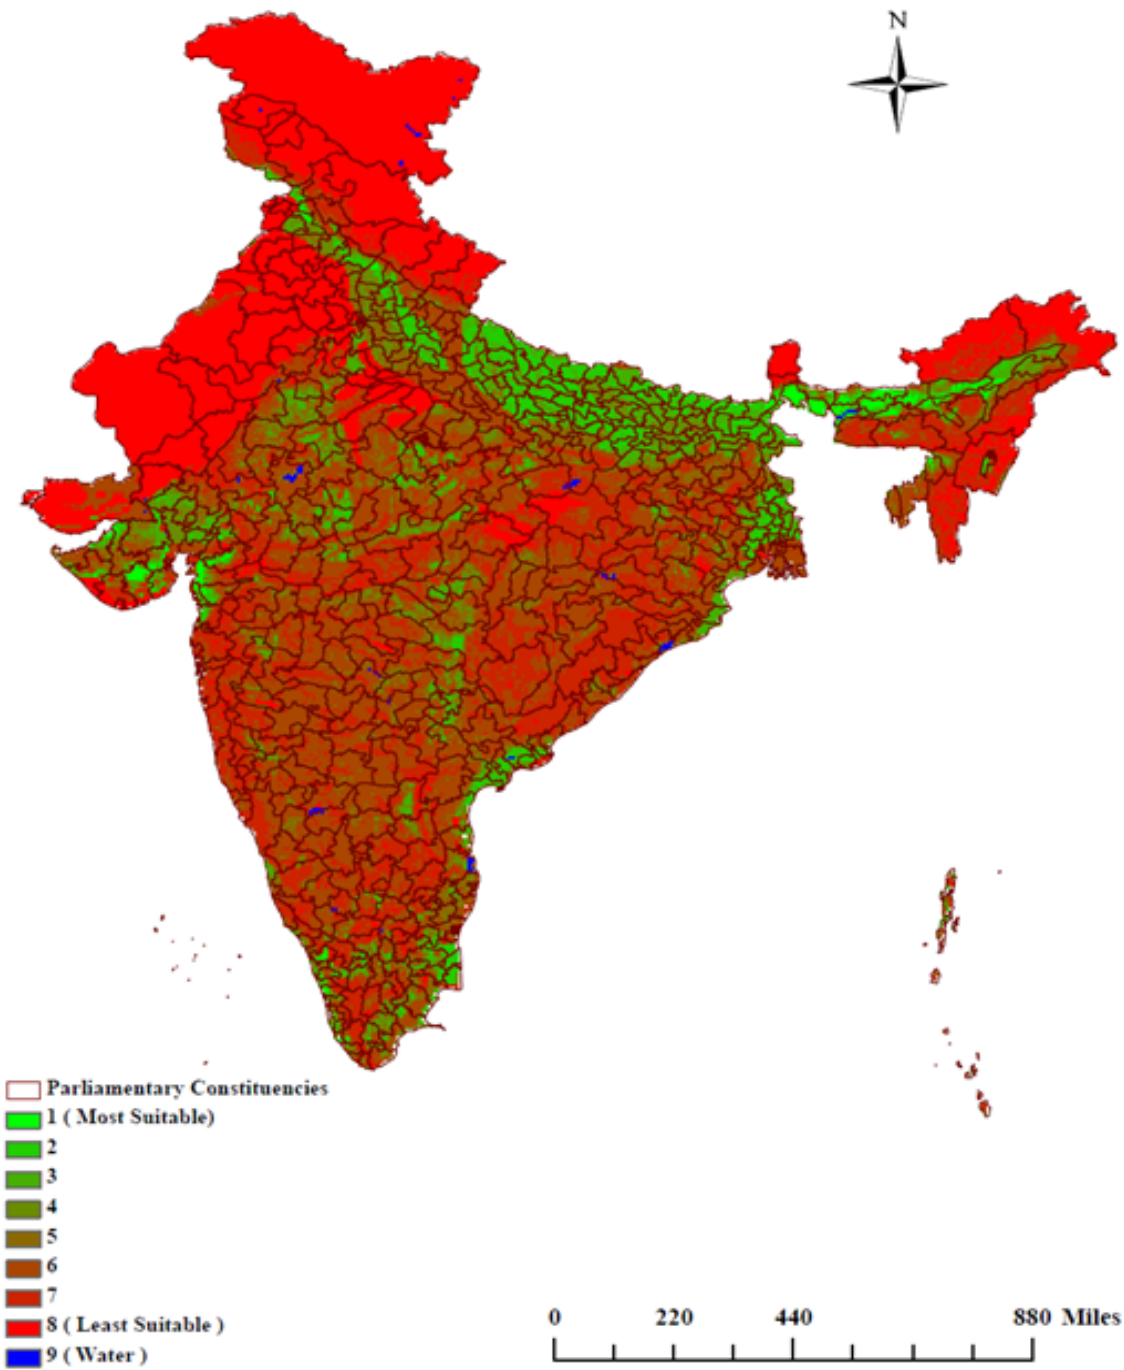 N
Parliamentary Constituencies
1 ( Most Suitable)
2
3
4
5
6
7
8 ( Least Suitable )
9 ( Water )
0 220 440 880 Miles